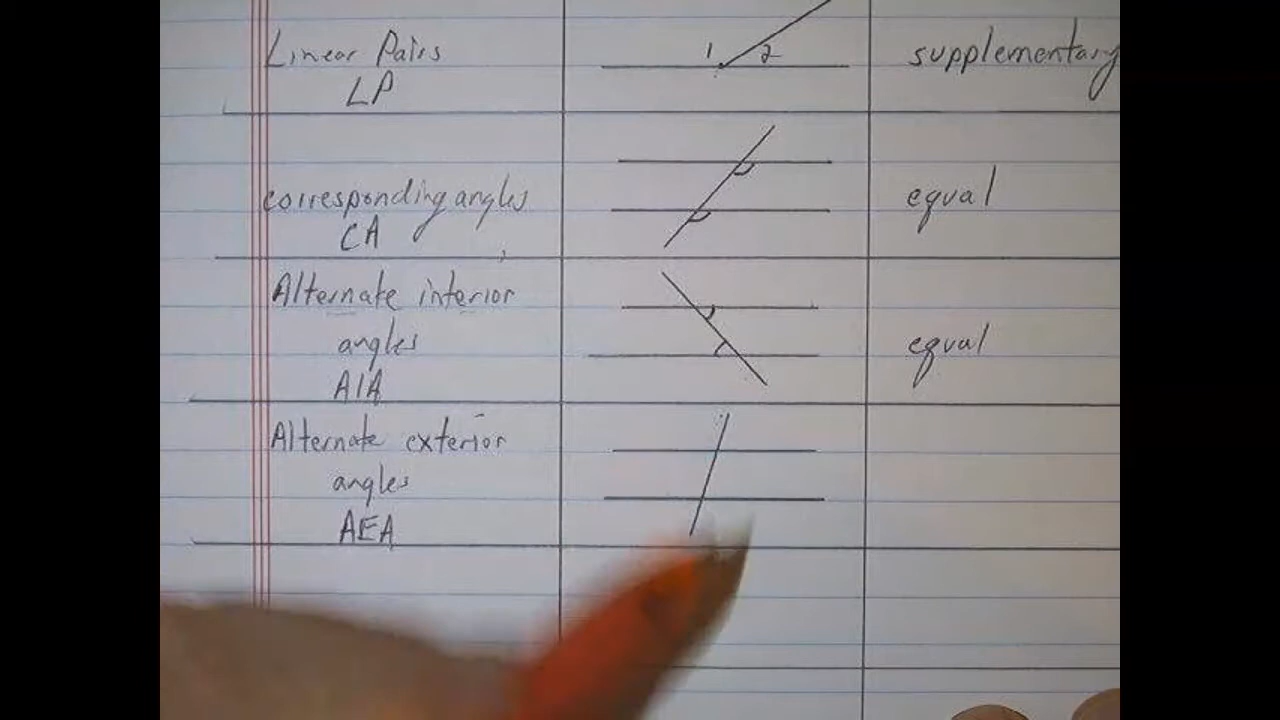 Linear Pairs
LP
1 2
supplementary
corresponding angles
CA
equal
Alternate interior
angles
AIA
equal
Alternate exterior
angles
AEA